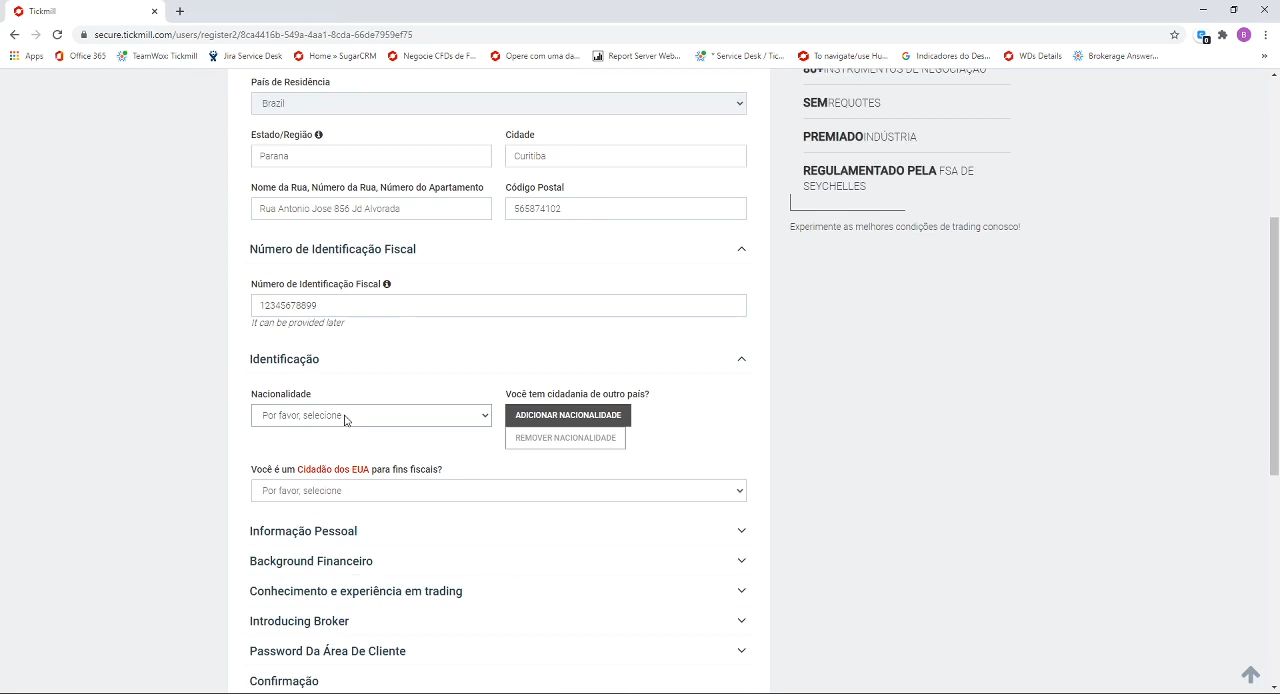 Tickmill
secure.tickmill.com/users/register2/8ca4416b-549a-4aa1-8cda-66de7959ef75
B
Apps Office 365 TeamWox: Tickmill Jira Service Desk Home » SugarCRM Negocie CFDs de F... Opere com uma da... Report Server Web... * Service Desk / Tic... To navigate/use Hu... Indicadores do Des... WDs Details Brokerage Answer... »
País de Residência
Brazil
Estado/Região Cidade
Parana Curitiba
Nome da Rua, Número da Rua, Número do Apartamento Código Postal
Rua Antonio Jose 856 Jd Alvorada 565874102
Número de Identificação Fiscal
Número de Identificação Fiscal
12345678899
It can be provided later
Identificação
Nacionalidade Você tem cidadania de outro país?
Por favor, selecione ADICIONAR NACIONALIDADE
REMOVER NACIONALIDADE
Você é um Cidadão dos EUA para fins fiscais?
Por favor, selecione
Informação Pessoal
Background Financeiro
Conhecimento e experiência em trading
Introducing Broker
Password Da Área De Cliente
Confirmação
80+INSTRUMENTOS DE NEGOCIAÇÃO
SEMREQUOTES
PREMIADOINDÚSTRIA
REGULAMENTADO PELA FSA DE
SEYCHELLES
Experimente as melhores condições de trading conosco!